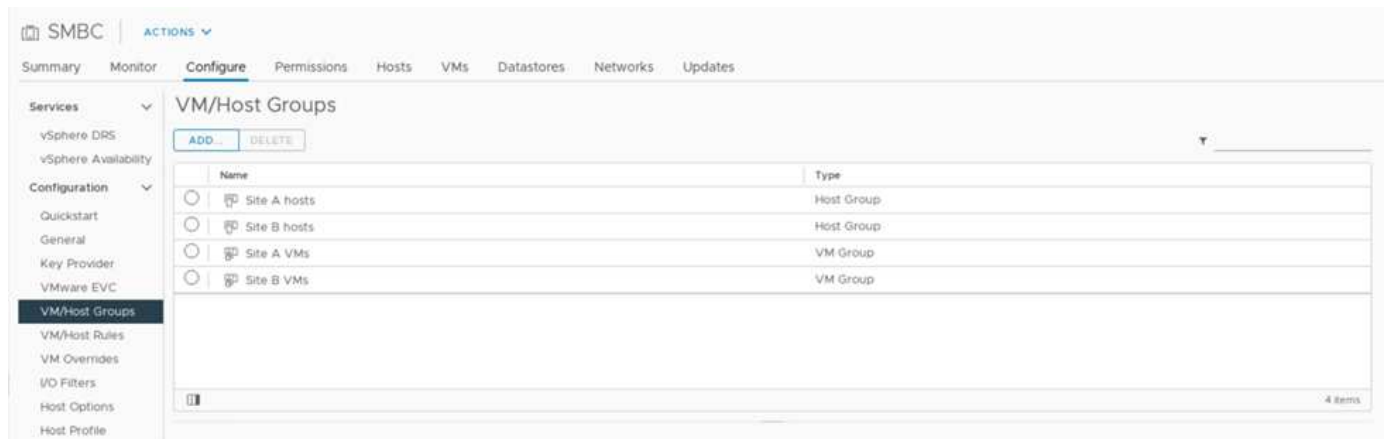 SMBC ACTIONS
Summary Monitor Configure Permissions Hosts VMs Datastores Networks Updates
Services
vSphere DRS
vSphere Availability
Configuration
Quickstart
General
Key Provider
VMware EVC
VM/Host Groups
VM/Host Rules
VM Overrides
I/O Filters
Host Options
Host Profile
VM/Host Groups
ADD... DELETE
Name Type
Site A hosts Host Group
Site B hosts Host Group
Site A VMs VM Group
Site B VMs VM Group
4 items